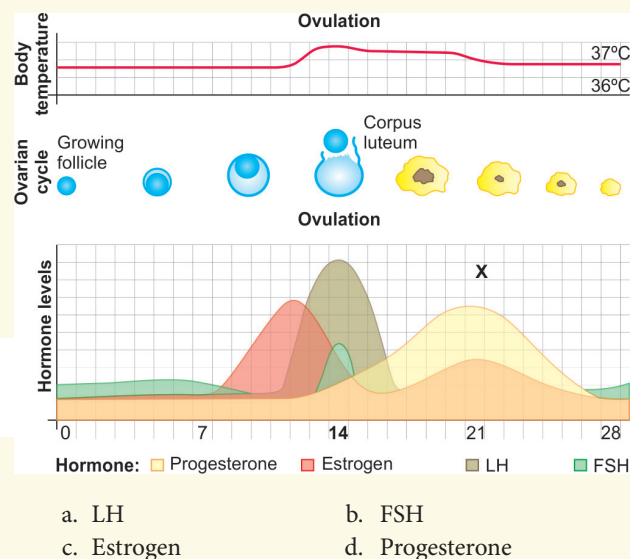 Ovulation
Body temperature
37ºC
36ºC
Ovarian cycle
Growing follicle
Corpus luteum
Ovulation
Hormone levels
X
0 7 14 21 28
Hormone: Progesterone Estrogen LH FSH
a. LH b. FSH
c. Estrogen d. Progesterone